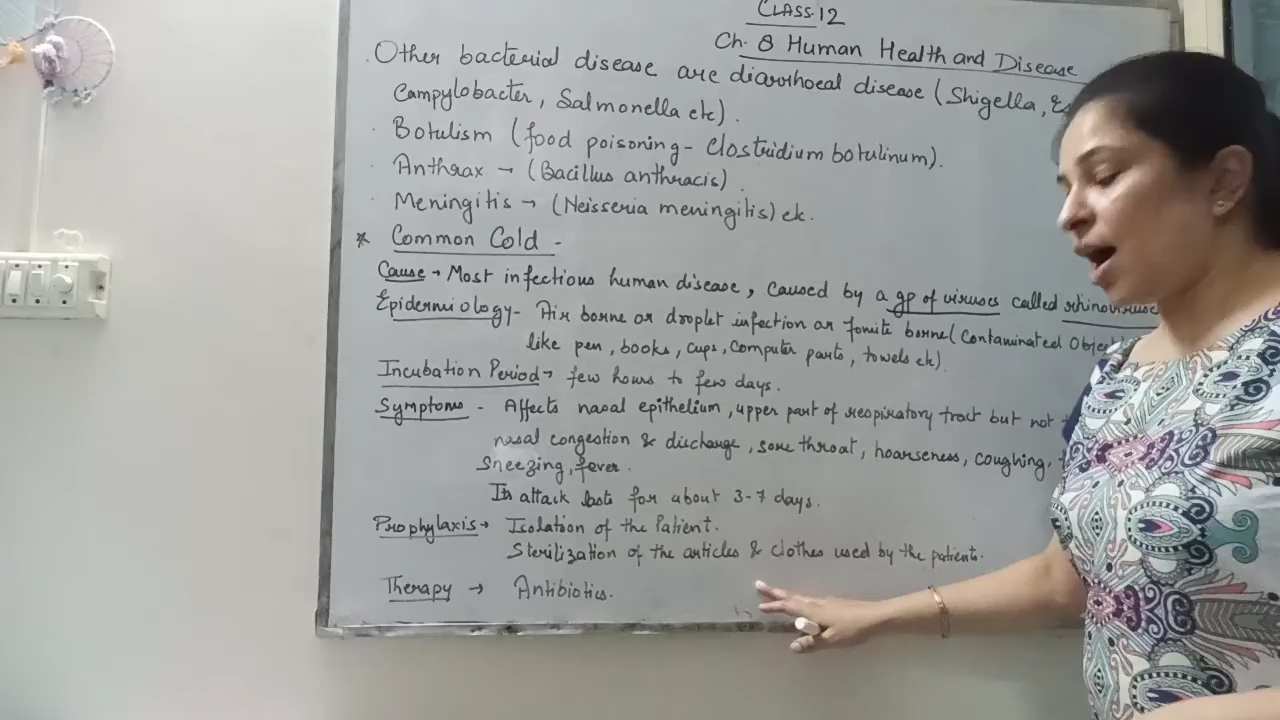 CLASS-12
Ch. 8 Human Health and Disease
Other bacterial disease are diarrhoeal disease (Shigella,
Campylobacter, Salmonella etc).
Botulism (food poisoning - Clostridium botulinum).
Anthrax → (Bacillus anthracis)
Meningitis → (Neisseria meningitis) etc.
* Common Cold -
Cause → Most infectious human disease, caused by a gp of viruses called rhinoviruse
Epidermiology - Air borne or droplet infection or fomite borne (Contaminated Obje
like pen, books, cups, computer parts, towels etc).
Incubation Period → few hours to few days.
Symptoms - Affects nasal epithelium, upper part of respiratory tract but not
nasal congestion & discharge, sore throat, hoarseness, coughing,
Sneezing, fever.
Its attack lasts for about 3-7 days.
Prophylaxis → Isolation of the Patient.
Sterilization of the articles & clothes used by the patients.
Therapy → Antibiotics.